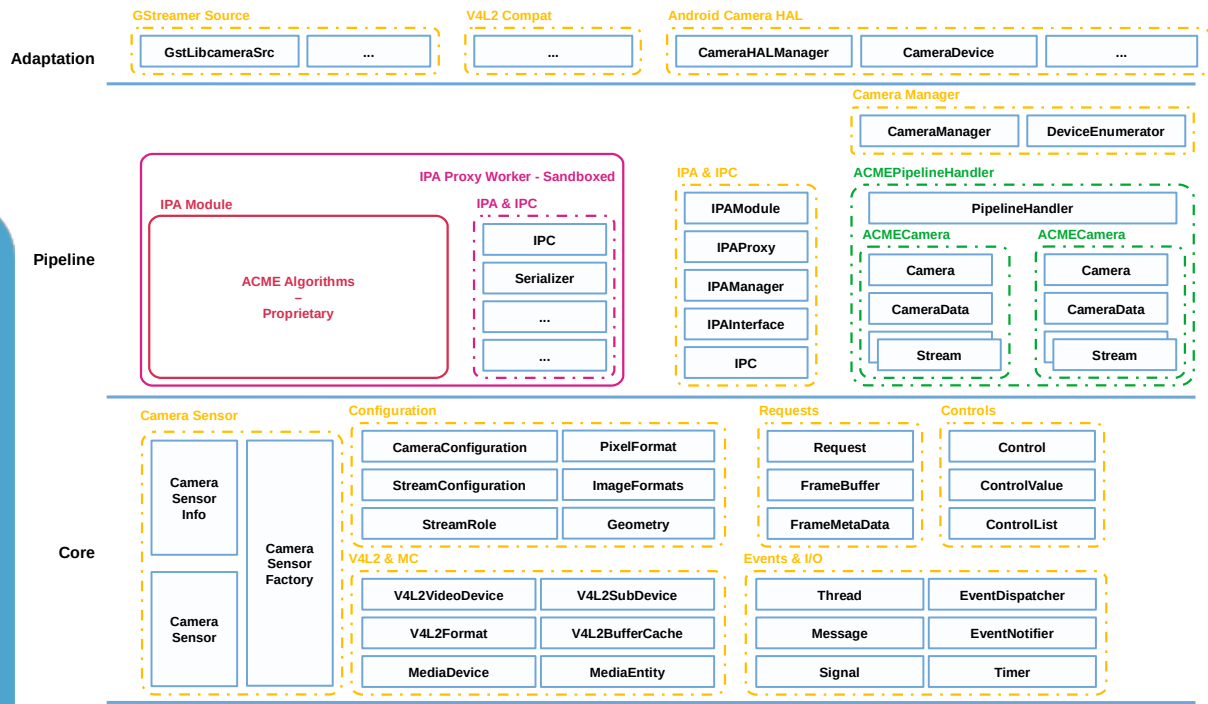 GStreamer Source
V4L2 Compat
Android Camera HAL
Adaptation
GstLibcameraSrc
...
...
CameraHALManager
CameraDevice
...
Camera Manager
CameraManager
DeviceEnumerator
Pipeline
IPA Proxy Worker - Sandboxed
IPA Module
ACME Algorithms
–
Proprietary
IPA & IPC
IPC
Serializer
...
...
IPA & IPC
IPAModule
IPAProxy
IPAManager
IPAInterface
IPC
ACMEPipelineHandler
PipelineHandler
ACMECamera
Camera
CameraData
Stream
ACMECamera
Camera
CameraData
Stream
Core
Camera Sensor
Camera
Sensor
Info
Camera
Sensor
Camera
Sensor
Factory
Configuration
CameraConfiguration
PixelFormat
StreamConfiguration
ImageFormats
StreamRole
Geometry
Requests
Request
FrameBuffer
FrameMetaData
Controls
Control
ControlValue
ControlList
V4L2 & MC
V4L2VideoDevice
V4L2SubDevice
V4L2Format
V4L2BufferCache
MediaDevice
MediaEntity
Events & I/O
Thread
EventDispatcher
Message
EventNotifier
Signal
Timer